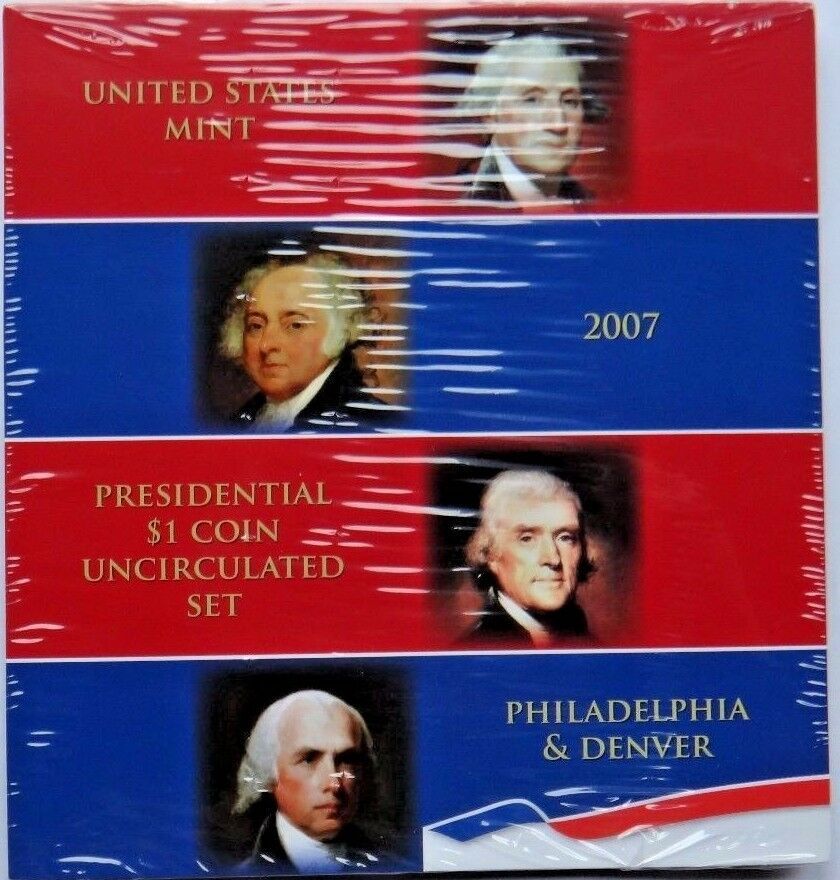 UNITED STATES
MINT
2007
PRESIDENTIAL
$1 COIN
UNCIRCULATED
SET
PHILADELPHIA
& DENVER